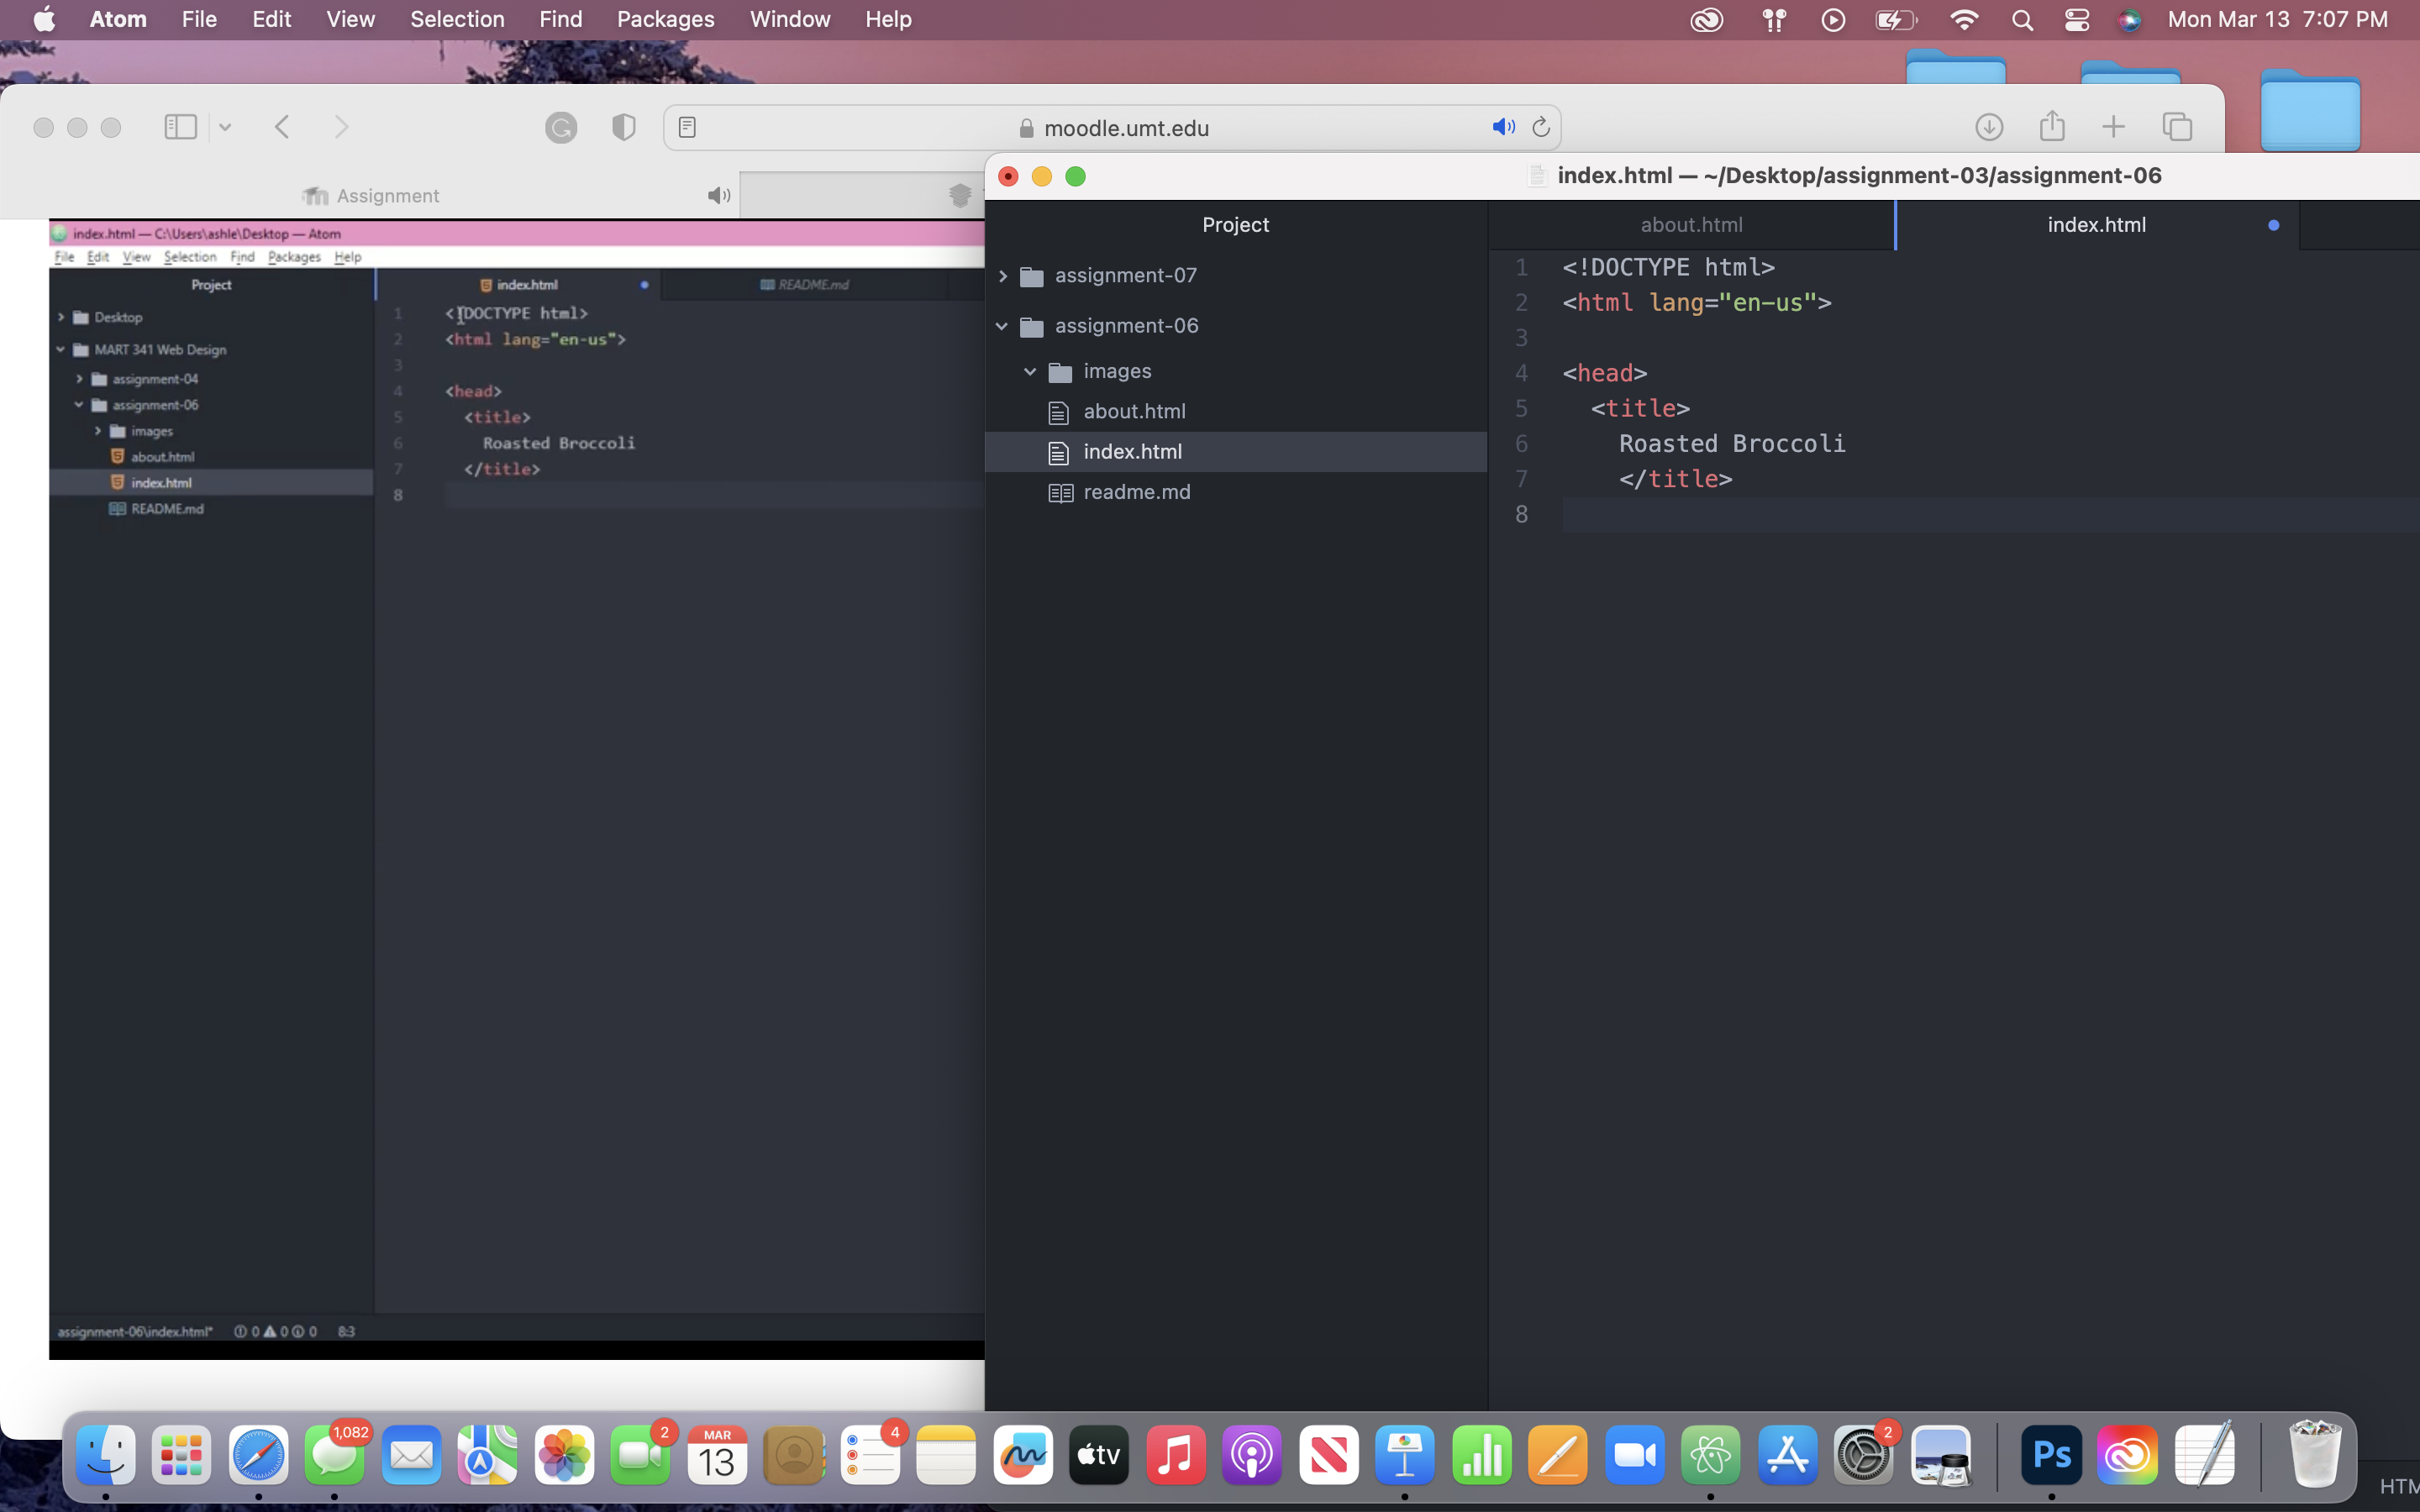 Atom File Edit View Selection Find Packages Window Help Mon Mar 13 7:07 PM
moodle.umt.edu
Assignment
index.html — C:\Users\ashle\Desktop — Atom
File Edit View Selection Find Packages Help
Project
index.html
README.md
Desktop
MART 341 Web Design
assignment-04
assignment-06
images
about.html
index.html
README.md
1 <!DOCTYPE html>
2 <html lang="en-us">
3
4 <head>
5 <title>
6 Roasted Broccoli
7 </title>
8
assignment-06\index.html* 0 0 0 8:3
index.html — ~/Desktop/assignment-03/assignment-06
Project
about.html
index.html
assignment-07
assignment-06
images
about.html
index.html
readme.md
1 <!DOCTYPE html>
2 <html lang="en-us">
3
4 <head>
5 <title>
6 Roasted Broccoli
7 </title>
8
1,082
2
MAR
13
4
tv
2
Ps